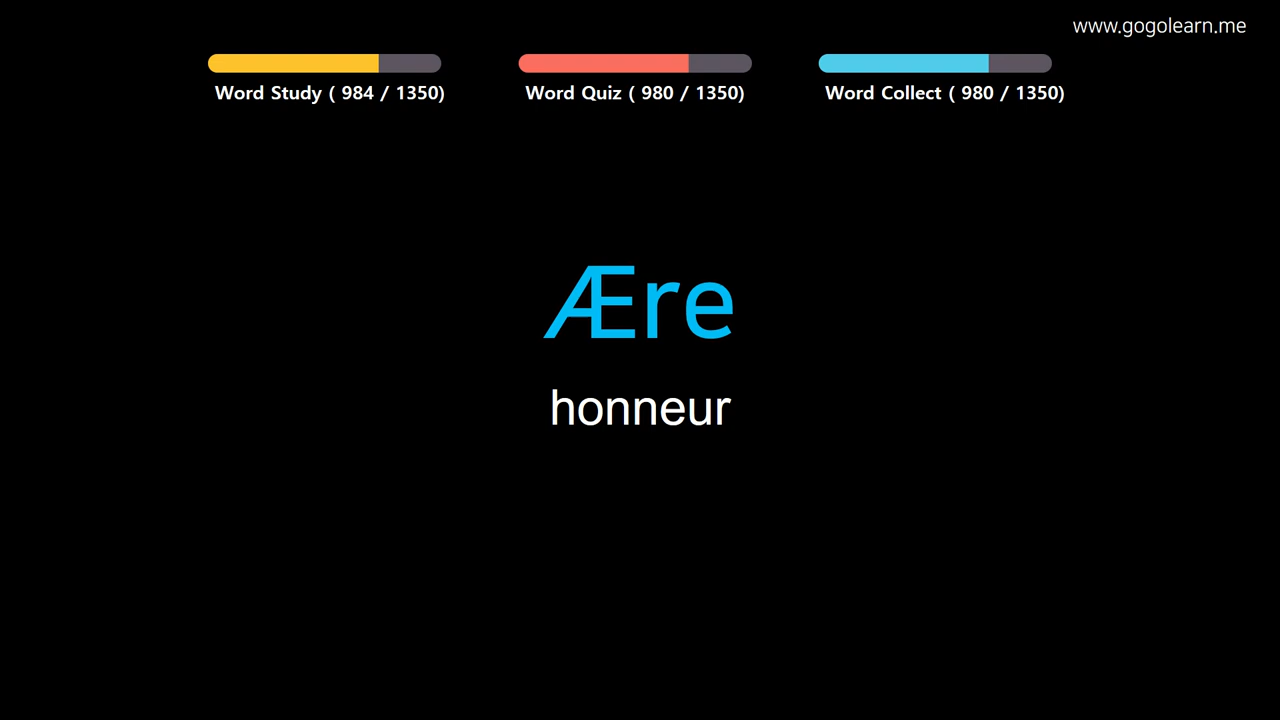 www.gogolearn.me
Word Study ( 984 / 1350)
Word Quiz ( 980 / 1350)
Word Collect ( 980 / 1350)
Ære
honneur